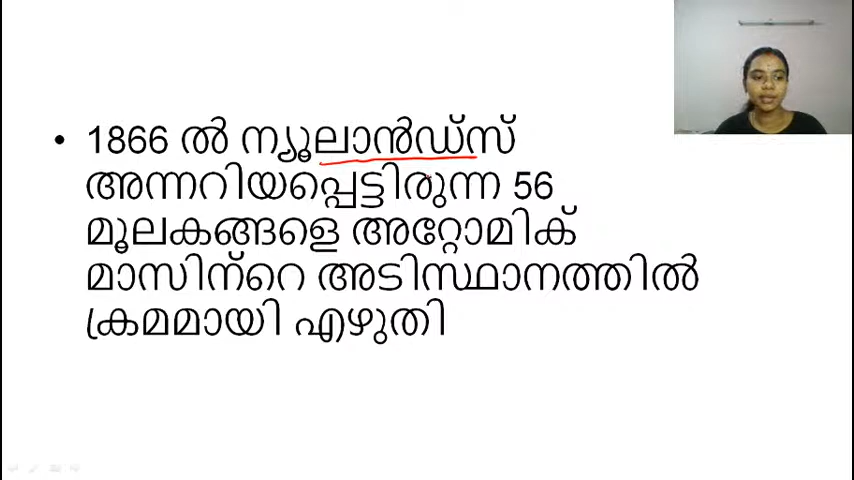 • 1866 ൽ ന്യൂലാൻഡ്സ്
അന്നറിയപ്പെട്ടിരുന്ന 56
മൂലകങ്ങളെ അറ്റോമിക്
മാസിന്റെ അടിസ്ഥാനത്തിൽ
ക്രമമായി എഴുതി